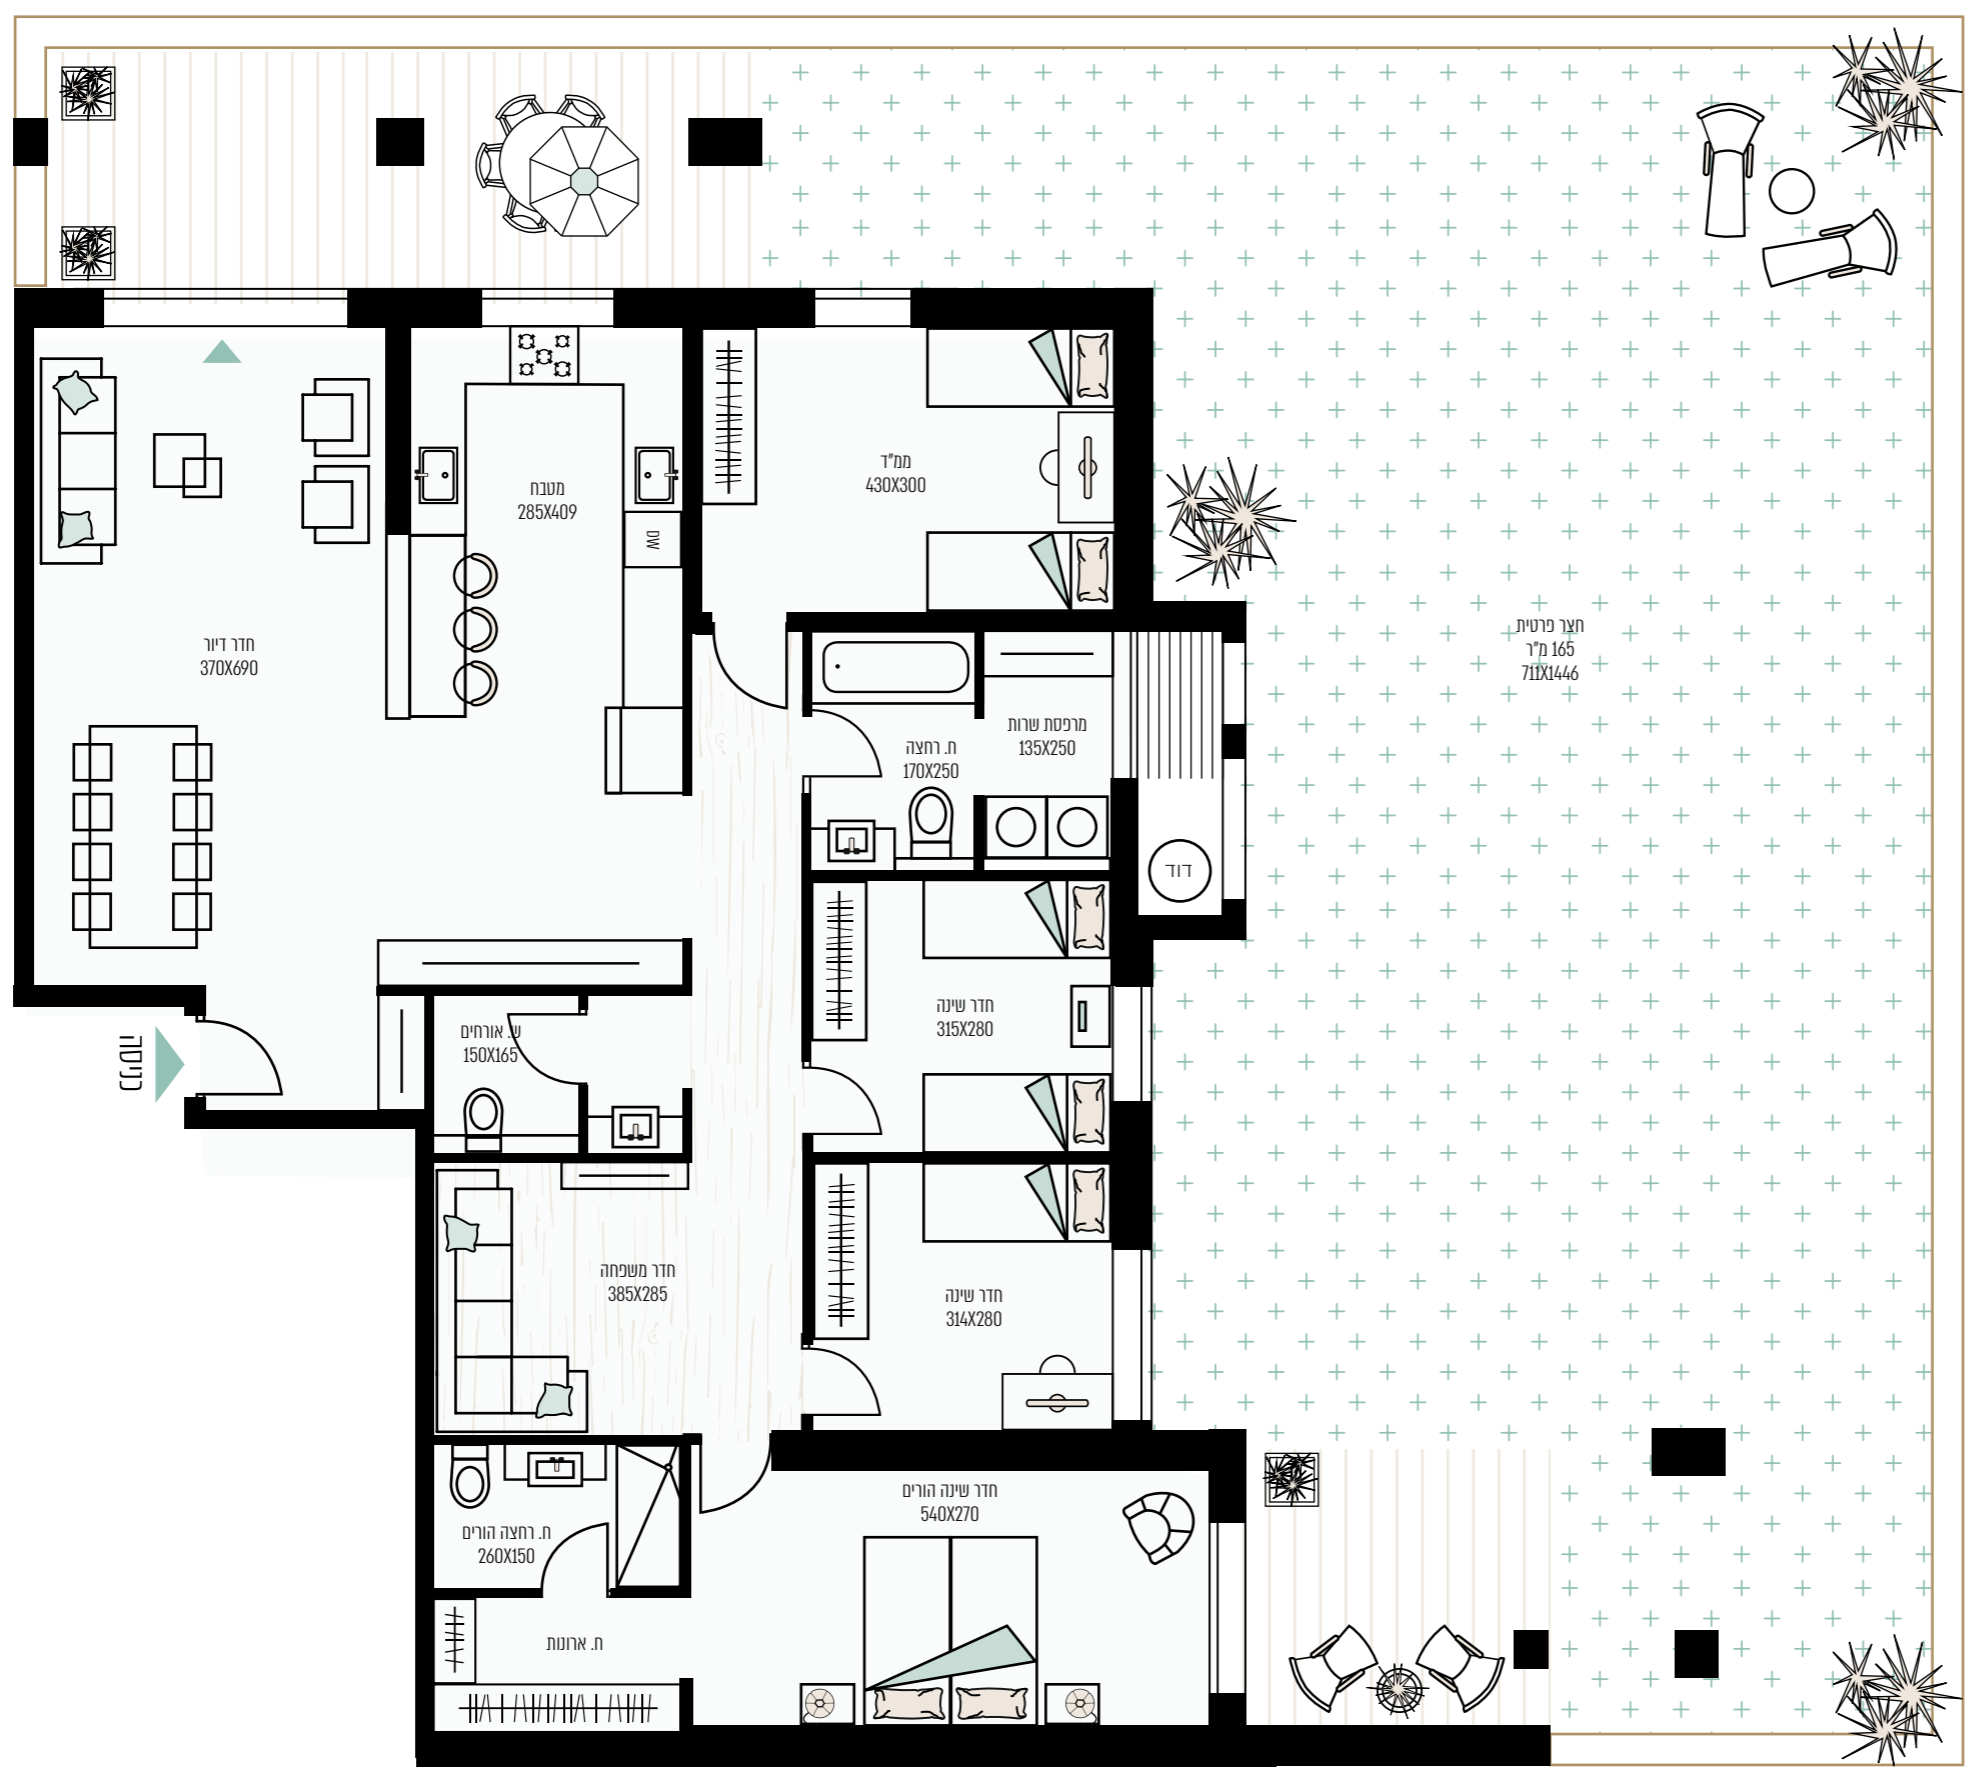 ממ"ד
430X300
מטבח
285X409
DW
חדר דיור
370X690
חצר פרטית
165 מ"ר
711X1446
מרפסת שרות
135X250
ח. רחצה
170X250
דוד
חדר שינה
315X280
ש. אורחים
150X165
כניסה
חדר משפחה
385X285
חדר שינה
314X280
חדר שינה הורים
540X270
ח. רחצה הורים
260X150
ח. ארונות